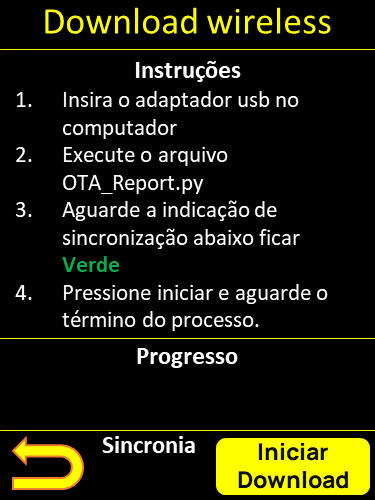 Download wireless
Instruções
1. Insira o adaptador usb no
computador
2. Execute o arquivo
OTA_Report.py
3. Aguarde a indicação de
sincronização abaixo ficar
Verde
4. Pressione iniciar e aguarde o
término do processo.
Progresso
Sincronia
Iniciar
Download